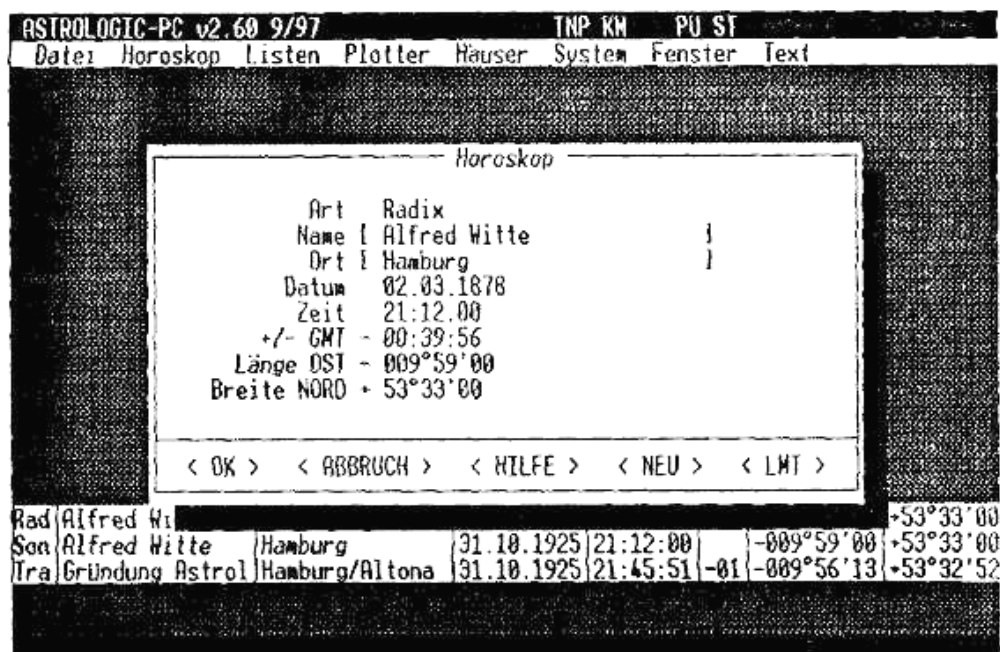 ASTROLOGIC-PC v2.60 9/97 TNP KM PU ST
Datei Horoskop Listen Plotter Häuser System Fenster Text
Horoskop
Art Radix
Name [ Alfred Witte ]
Ort [ Hamburg ]
Datum 02.03.1878
Zeit 21:12.00
+/- GMT - 00:39:56
Länge OST - 009°59'00
Breite NORD + 53°33'00
< OK > < ABBRUCH > < HILFE > < NEU > < LMT >
Rad|Alfred Wi +53°33'00
Son|Alfred Witte |Hamburg |31.10.1925|21:12:00| |-009°59'00|+53°33'00
Tra|Gründung Astrol|Hamburg/Altona |31.10.1925|21:45:51|-01|-009°56'13|+53°32'52